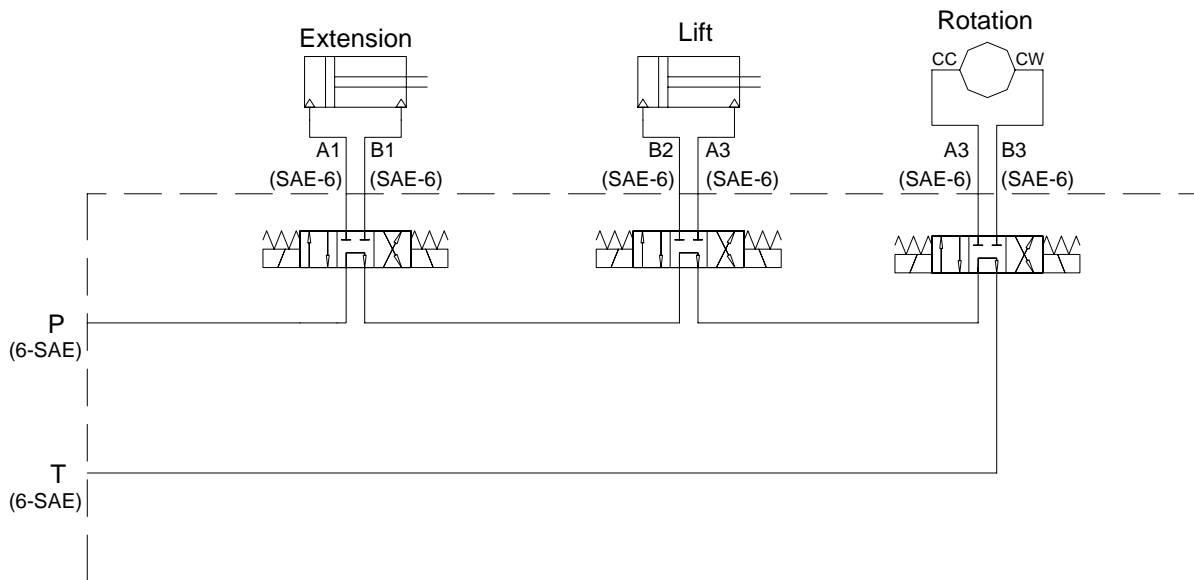 Extension
Lift
Rotation
CC
CW
A1
B1
B2
A3
A3
B3
(SAE-6)
(SAE-6)
(SAE-6)
(SAE-6)
(SAE-6)
(SAE-6)
P
(6-SAE)
T
(6-SAE)